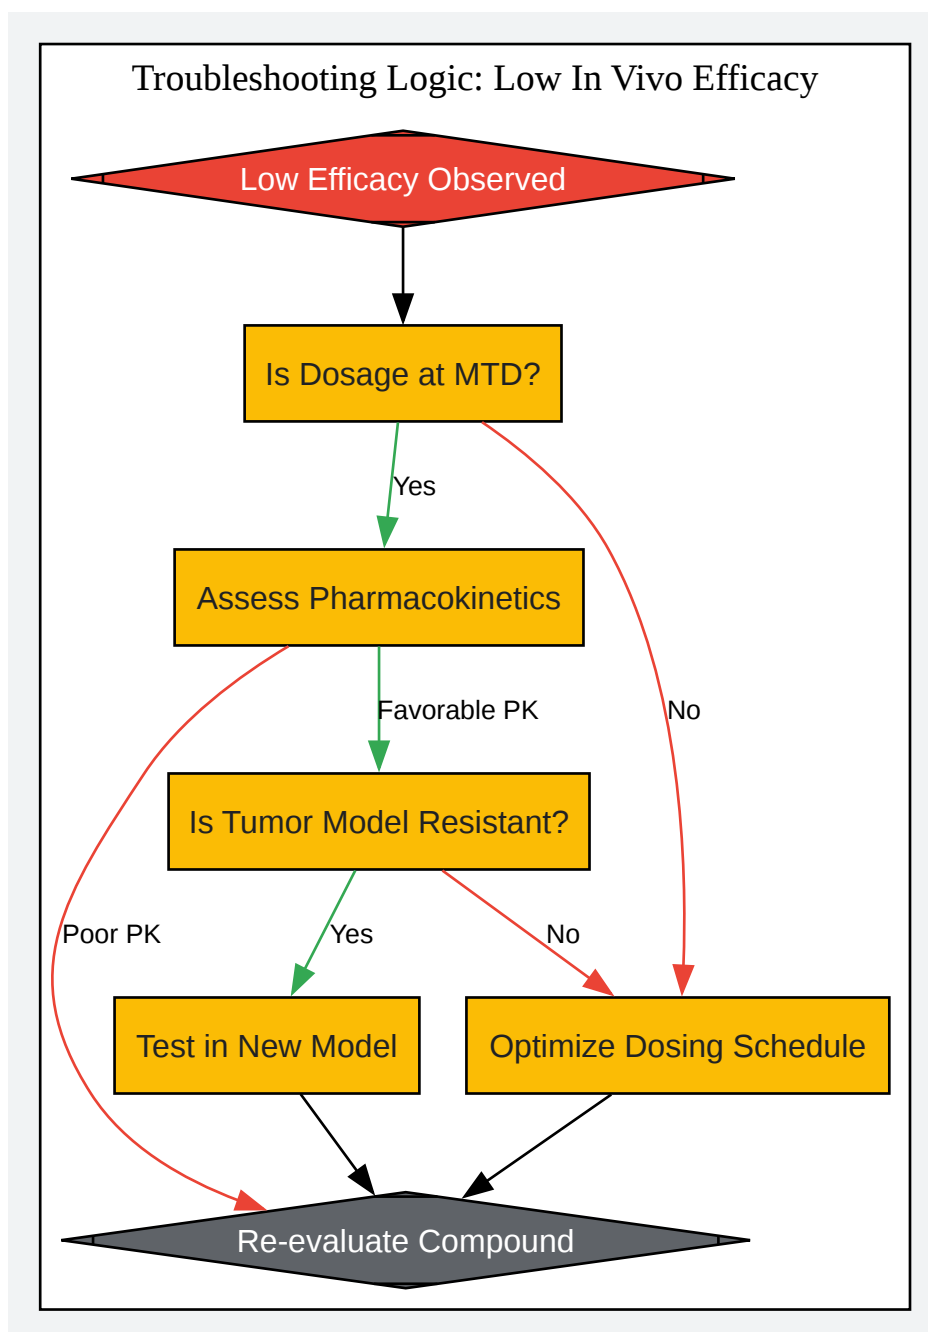 Troubleshooting Logic: Low In Vivo Efficacy
Low Efficacy Observed
Is Dosage at MTD?
Yes
Assess Pharmacokinetics
Favorable PK
No
Is Tumor Model Resistant?
Poor PK
Yes
No
Test in New Model
Optimize Dosing Schedule
Re-evaluate Compound